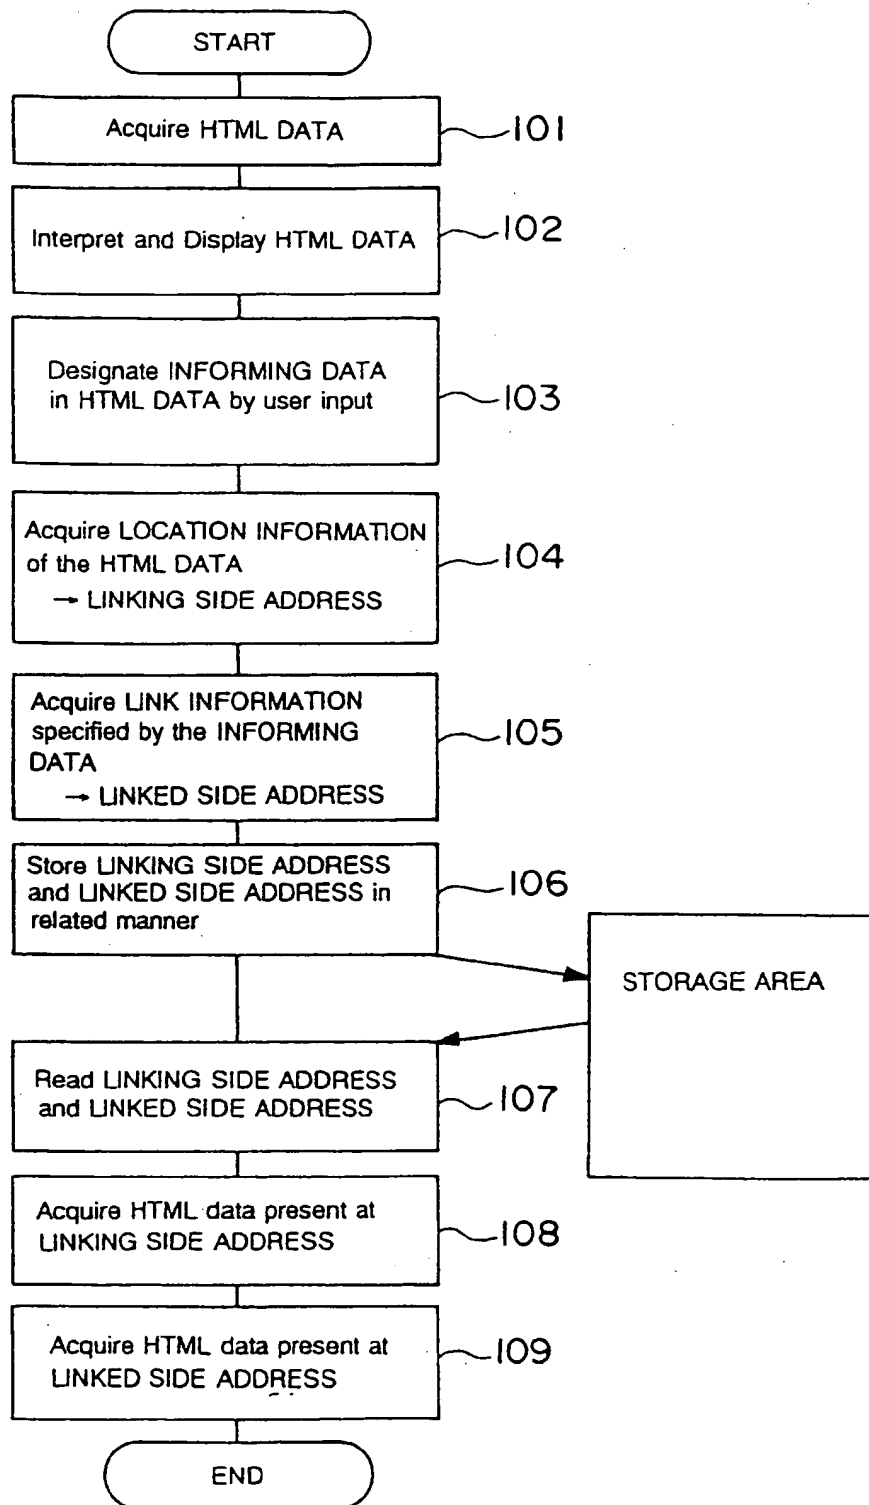 START
Acquire HTML DATA
101
Interpret and Display HTML DATA
102
Designate INFORMING DATA
in HTML DATA by user input
103
Acquire LOCATION INFORMATION
of the HTML DATA
→ LINKING SIDE ADDRESS
104
Acquire LINK INFORMATION
specified by the INFORMING
DATA
→ LINKED SIDE ADDRESS
105
Store LINKING SIDE ADDRESS
and LINKED SIDE ADDRESS in
related manner
106
STORAGE AREA
Read LINKING SIDE ADDRESS
and LINKED SIDE ADDRESS
107
Acquire HTML data present at
LINKING SIDE ADDRESS
108
Acquire HTML data present at
LINKED SIDE ADDRESS
109
END